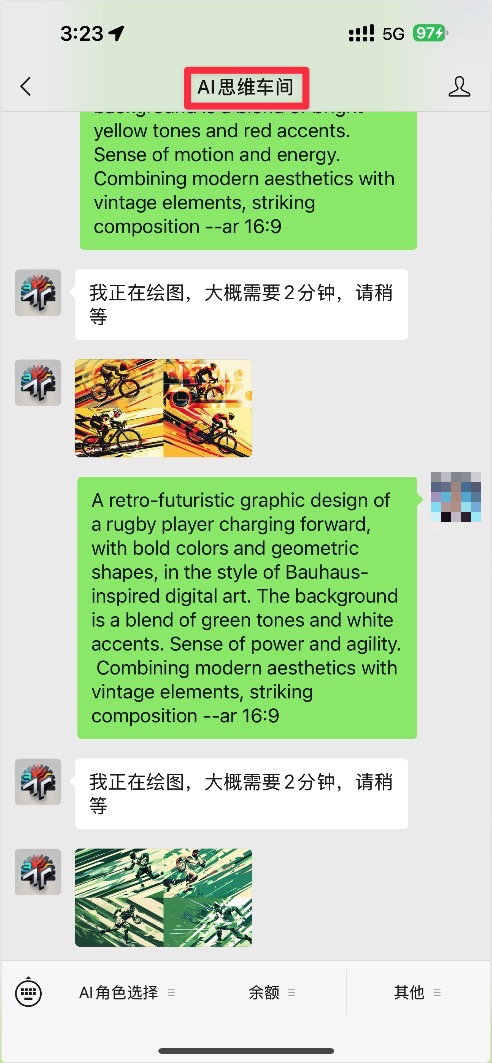 3:23
5G
97
AI思维车间
yellow tones and red accents.
Sense of motion and energy.
Combining modern aesthetics with
vintage elements, striking
composition --ar 16:9
我正在绘图，大概需要2分钟，请稍
等
A retro-futuristic graphic design of
a rugby player charging forward,
with bold colors and geometric
shapes, in the style of Bauhaus-
inspired digital art. The background
is a blend of green tones and white
accents. Sense of power and agility.
Combining modern aesthetics with
vintage elements, striking
composition --ar 16:9
我正在绘图，大概需要2分钟，请稍
等
AI角色选择
余额
其他